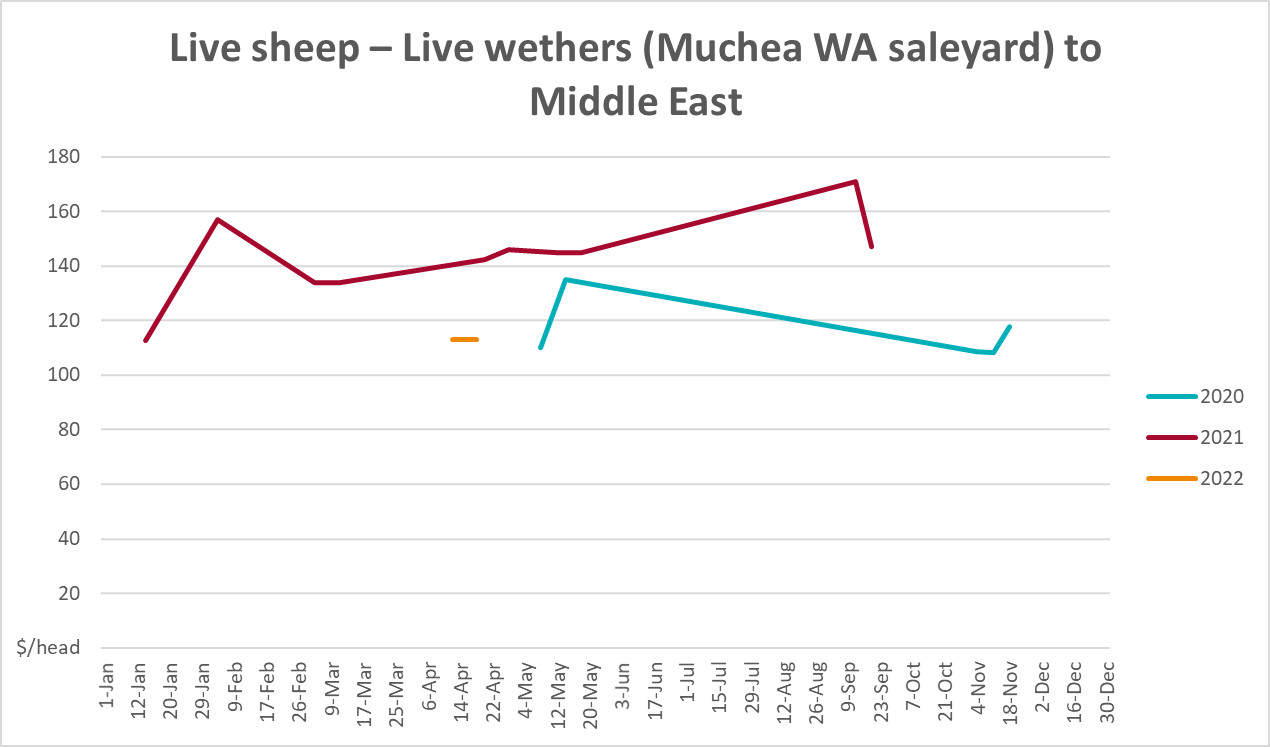 Live sheep – Live wethers (Muchea WA saleyard) to
Middle East
180
160
140
120
100
80
60
40
20
$/head
1-Jan
12-Jan
20-Jan
29-Jan
9-Feb
17-Feb
26-Feb
9-Mar
17-Mar
25-Mar
6-Apr
14-Apr
22-Apr
4-May
12-May
20-May
3-Jun
17-Jun
1-Jul
15-Jul
29-Jul
12-Aug
26-Aug
9-Sep
23-Sep
7-Oct
21-Oct
4-Nov
18-Nov
2-Dec
16-Dec
30-Dec
2020
2021
2022